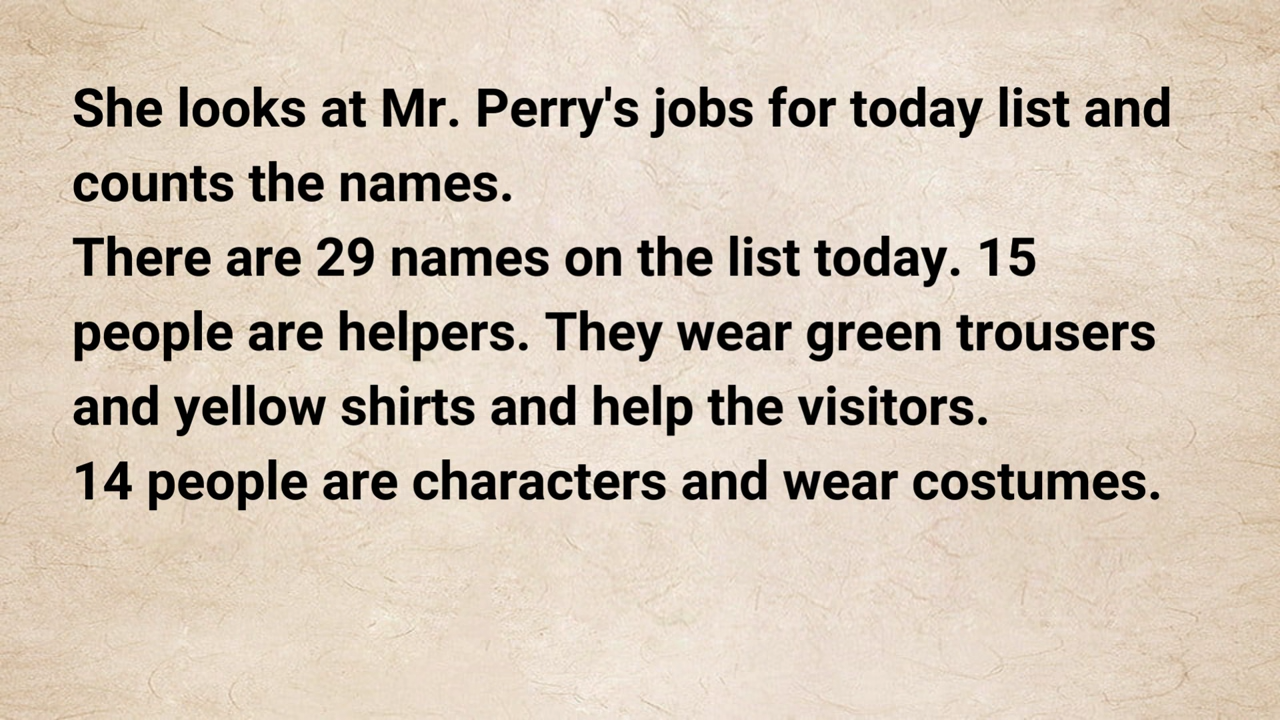 She looks at Mr. Perry's jobs for today list and
counts the names.
There are 29 names on the list today. 15
people are helpers. They wear green trousers
and yellow shirts and help the visitors.
14 people are characters and wear costumes.